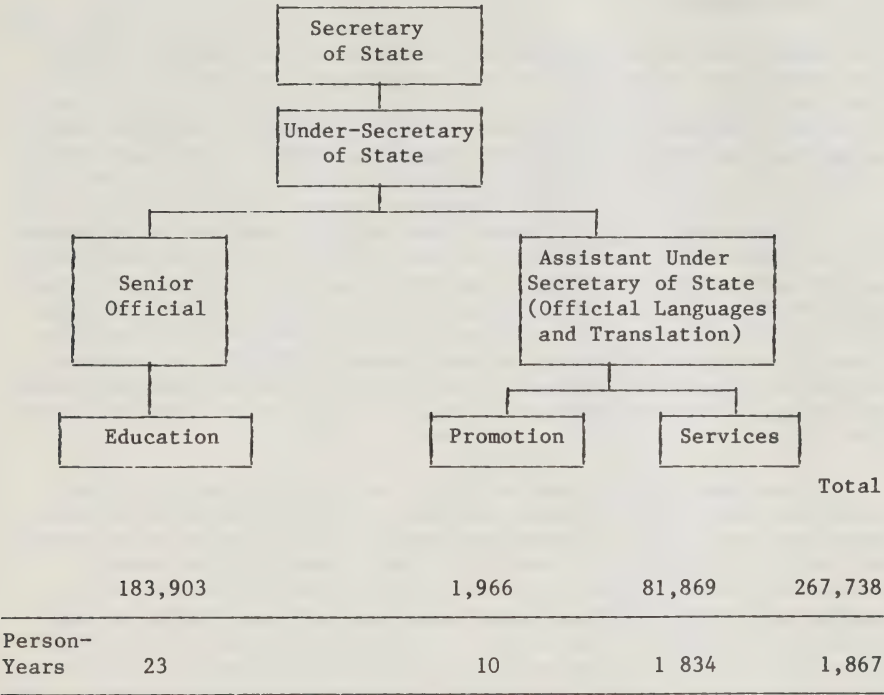 Secretary
of State
Under-Secretary
of State
Senior
Official
Assistant Under
Secretary of State
(Official Languages
and Translation)
Education
Promotion
Services
Total
183,903 1,966 81,869 267,738
Person-
Years 23 10 1 834 1,867